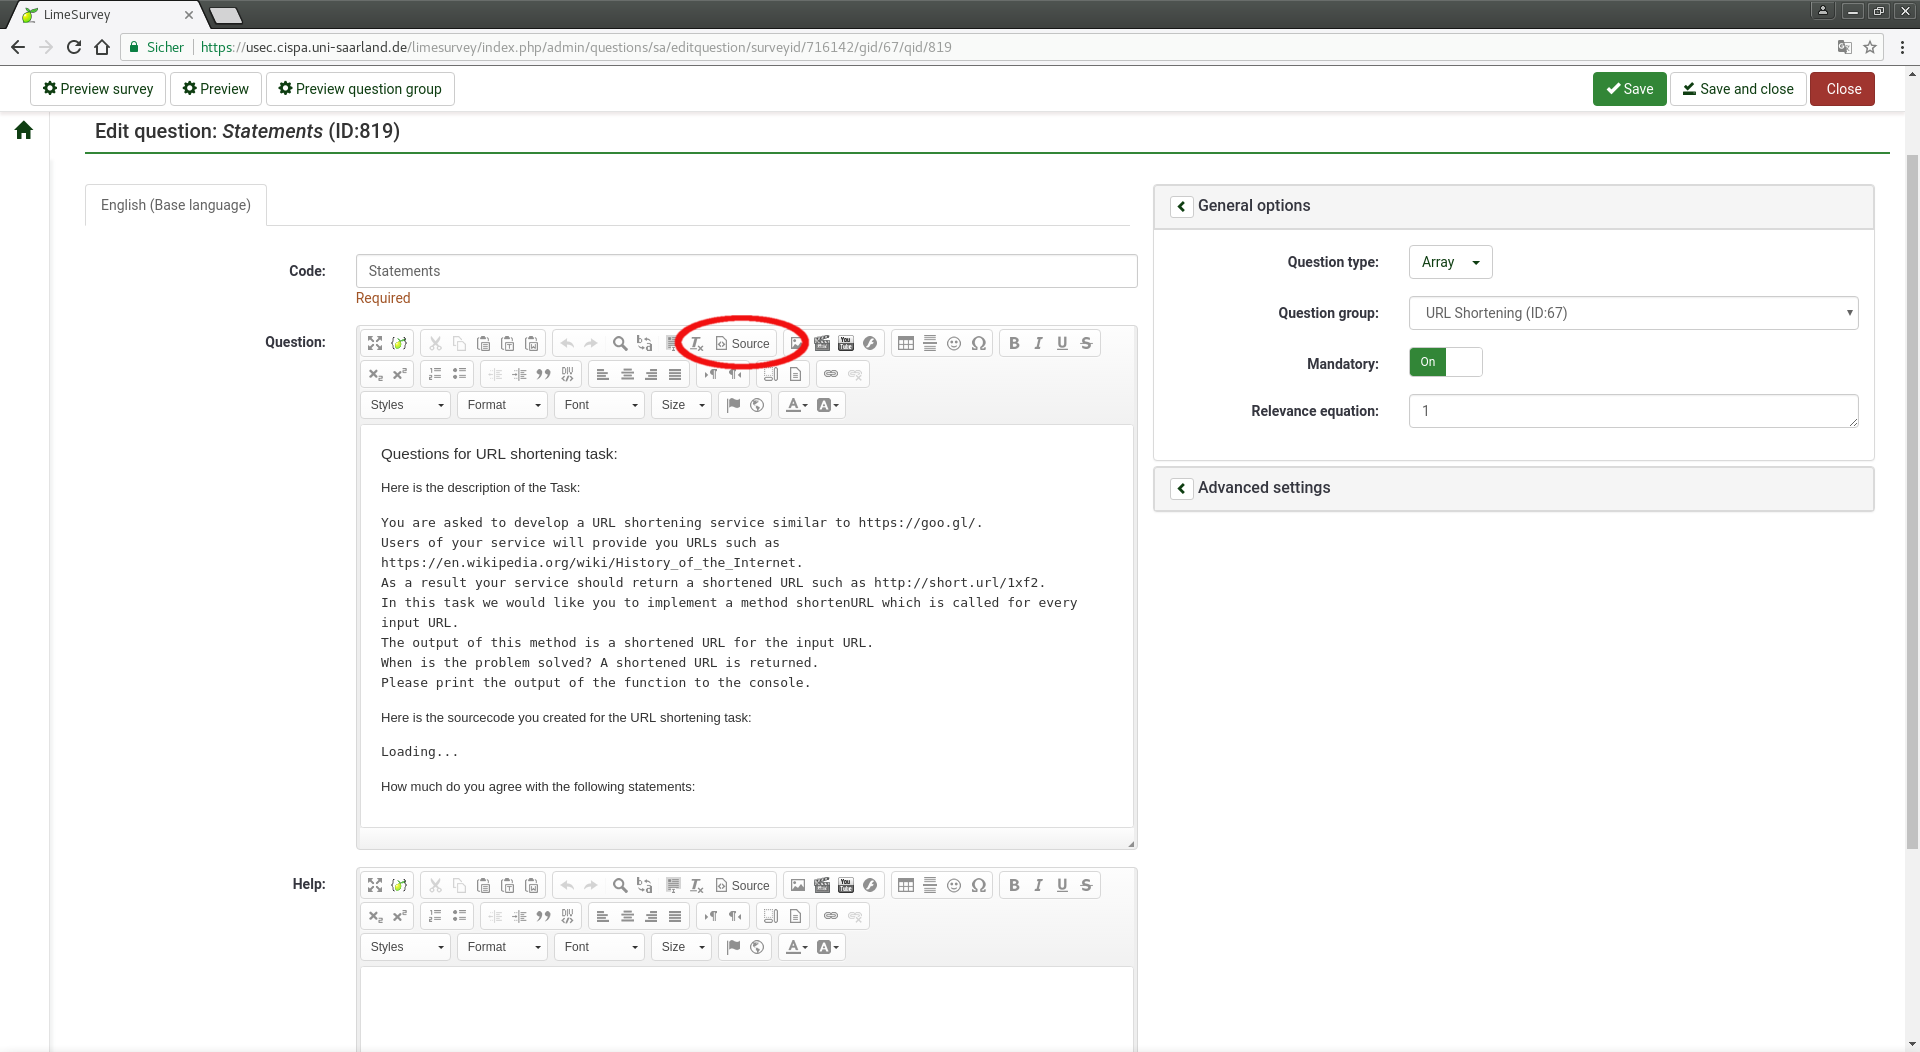 LimeSurvey
Sicher https://usec.cispa.uni-saarland.de/limesurvey/index.php/admin/questions/sa/editquestion/surveyid/716142/gid/67/qid/819
Preview survey Preview Preview question group Save Save and close Close
Edit question: Statements (ID:819)
English (Base language)
Code: Statements
Required
Question:
Source
Styles Format Font Size
Questions for URL shortening task:
Here is the description of the Task:
You are asked to develop a URL shortening service similar to https://goo.gl/.
Users of your service will provide you URLs such as
https://en.wikipedia.org/wiki/History_of_the_Internet.
As a result your service should return a shortened URL such as http://short.url/1xf2.
In this task we would like you to implement a method shortenURL which is called for every
input URL.
The output of this method is a shortened URL for the input URL.
When is the problem solved? A shortened URL is returned.
Please print the output of the function to the console.
Here is the sourcecode you created for the URL shortening task:
Loading...
How much do you agree with the following statements:
Help:
Source
Styles Format Font Size
General options
Question type: Array
Question group: URL Shortening (ID:67)
Mandatory: On
Relevance equation: 1
Advanced settings